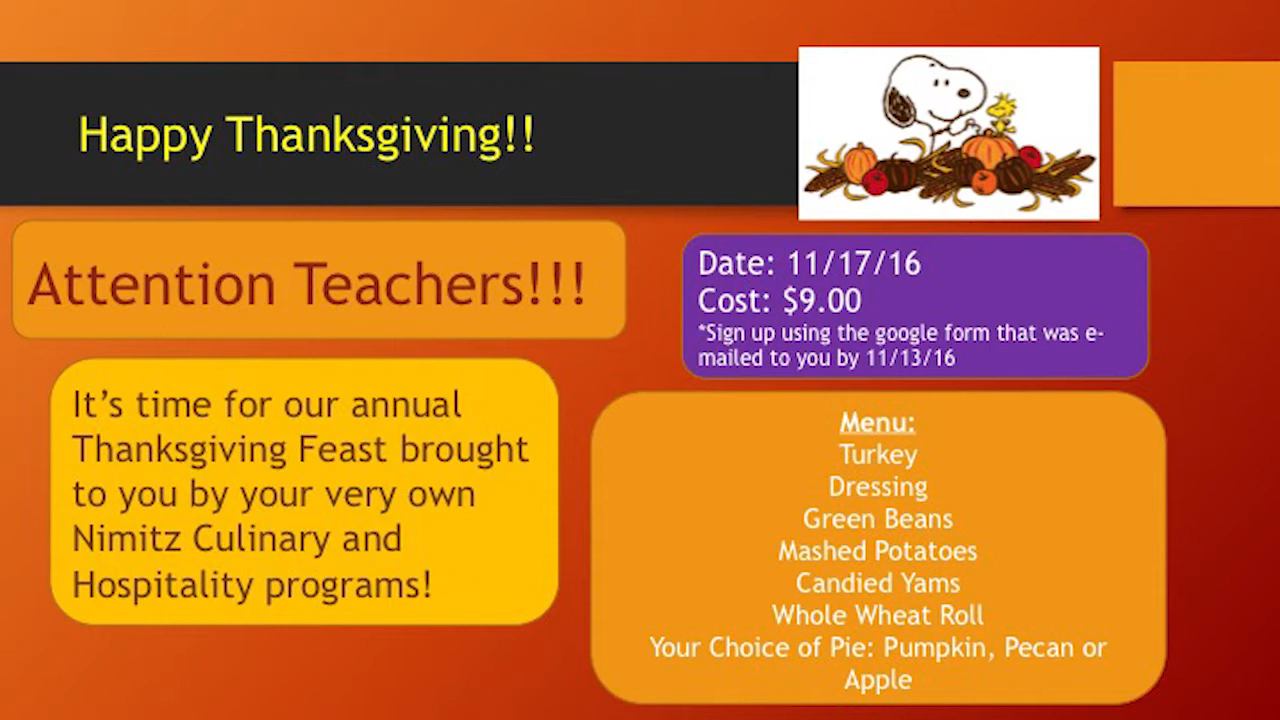 Happy Thanksgiving!!
Attention Teachers!!!
Date: 11/17/16
Cost: $9.00
*Sign up using the google form that was e-
mailed to you by 11/13/16
It’s time for our annual
Thanksgiving Feast brought
to you by your very own
Nimitz Culinary and
Hospitality programs!
Menu:
Turkey
Dressing
Green Beans
Mashed Potatoes
Candied Yams
Whole Wheat Roll
Your Choice of Pie: Pumpkin, Pecan or
Apple